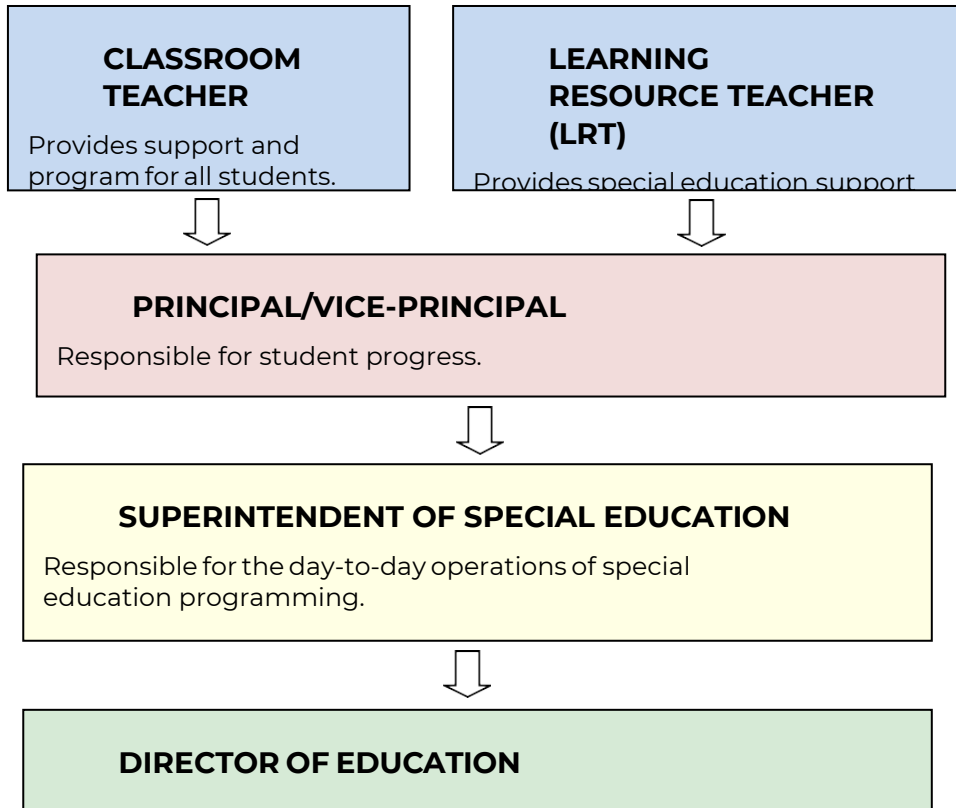 CLASSROOM
TEACHER
Provides support and
program for all students.
LEARNING
RESOURCE TEACHER
(LRT)
Provides special education support
PRINCIPAL/VICE-PRINCIPAL
Responsible for student progress.
SUPERINTENDENT OF SPECIAL EDUCATION
Responsible for the day-to-day operations of special
education programming.
DIRECTOR OF EDUCATION